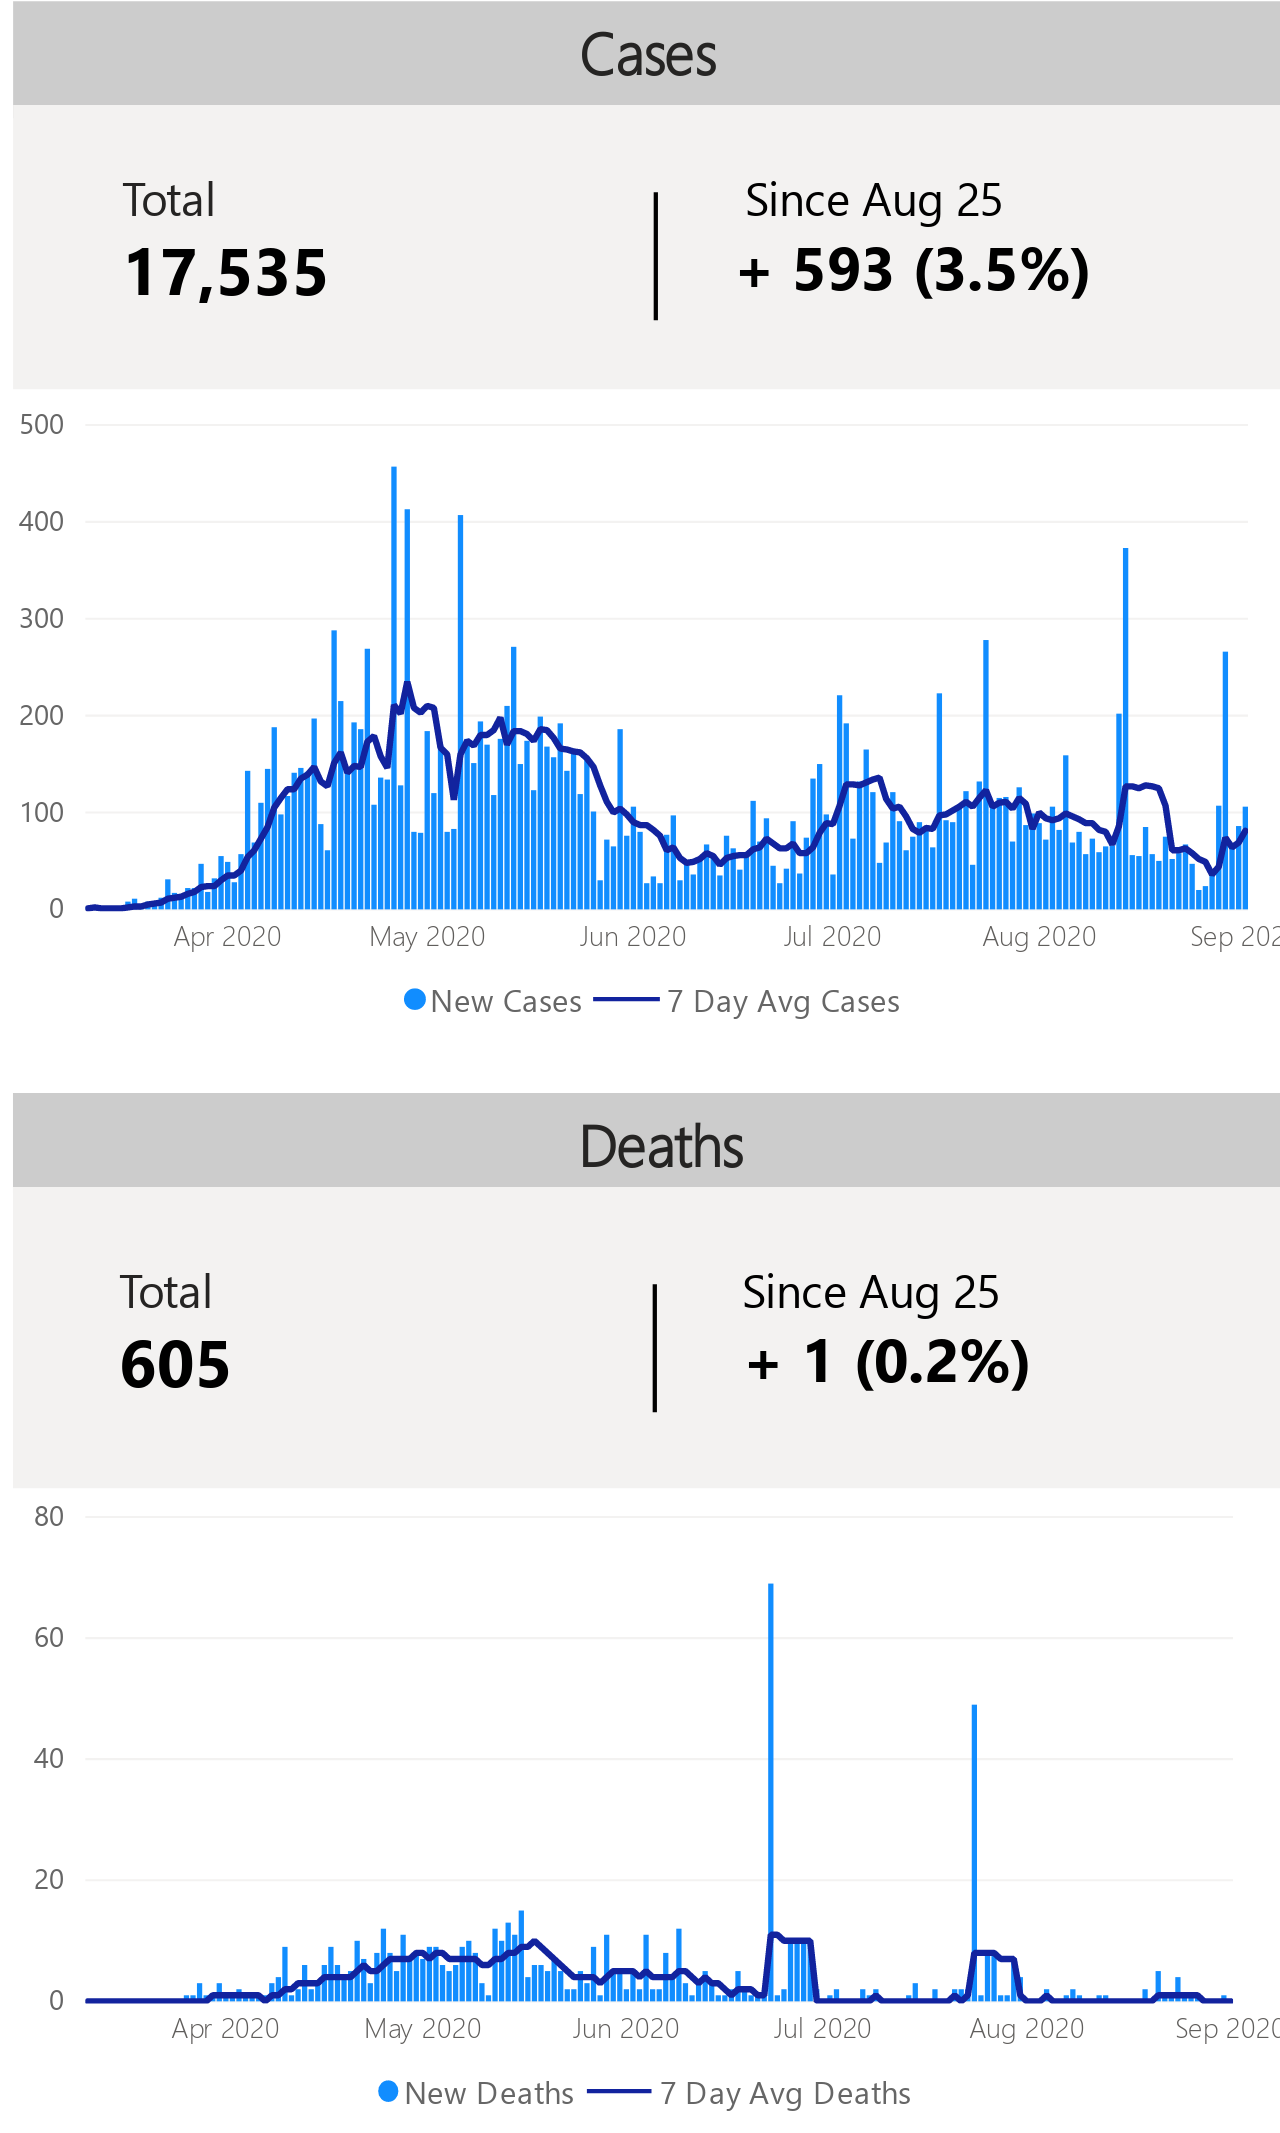 Cases
Total
17,535
Since Aug 25
+ 593 (3.5%)
500
400
300
200
100
0
Apr 2020 May 2020 Jun 2020 Jul 2020 Aug 2020 Sep 202
New Cases 7 Day Avg Cases
Deaths
Total
605
Since Aug 25
+ 1 (0.2%)
80
60
40
20
0
Apr 2020 May 2020 Jun 2020 Jul 2020 Aug 2020 Sep 2020
New Deaths 7 Day Avg Deaths